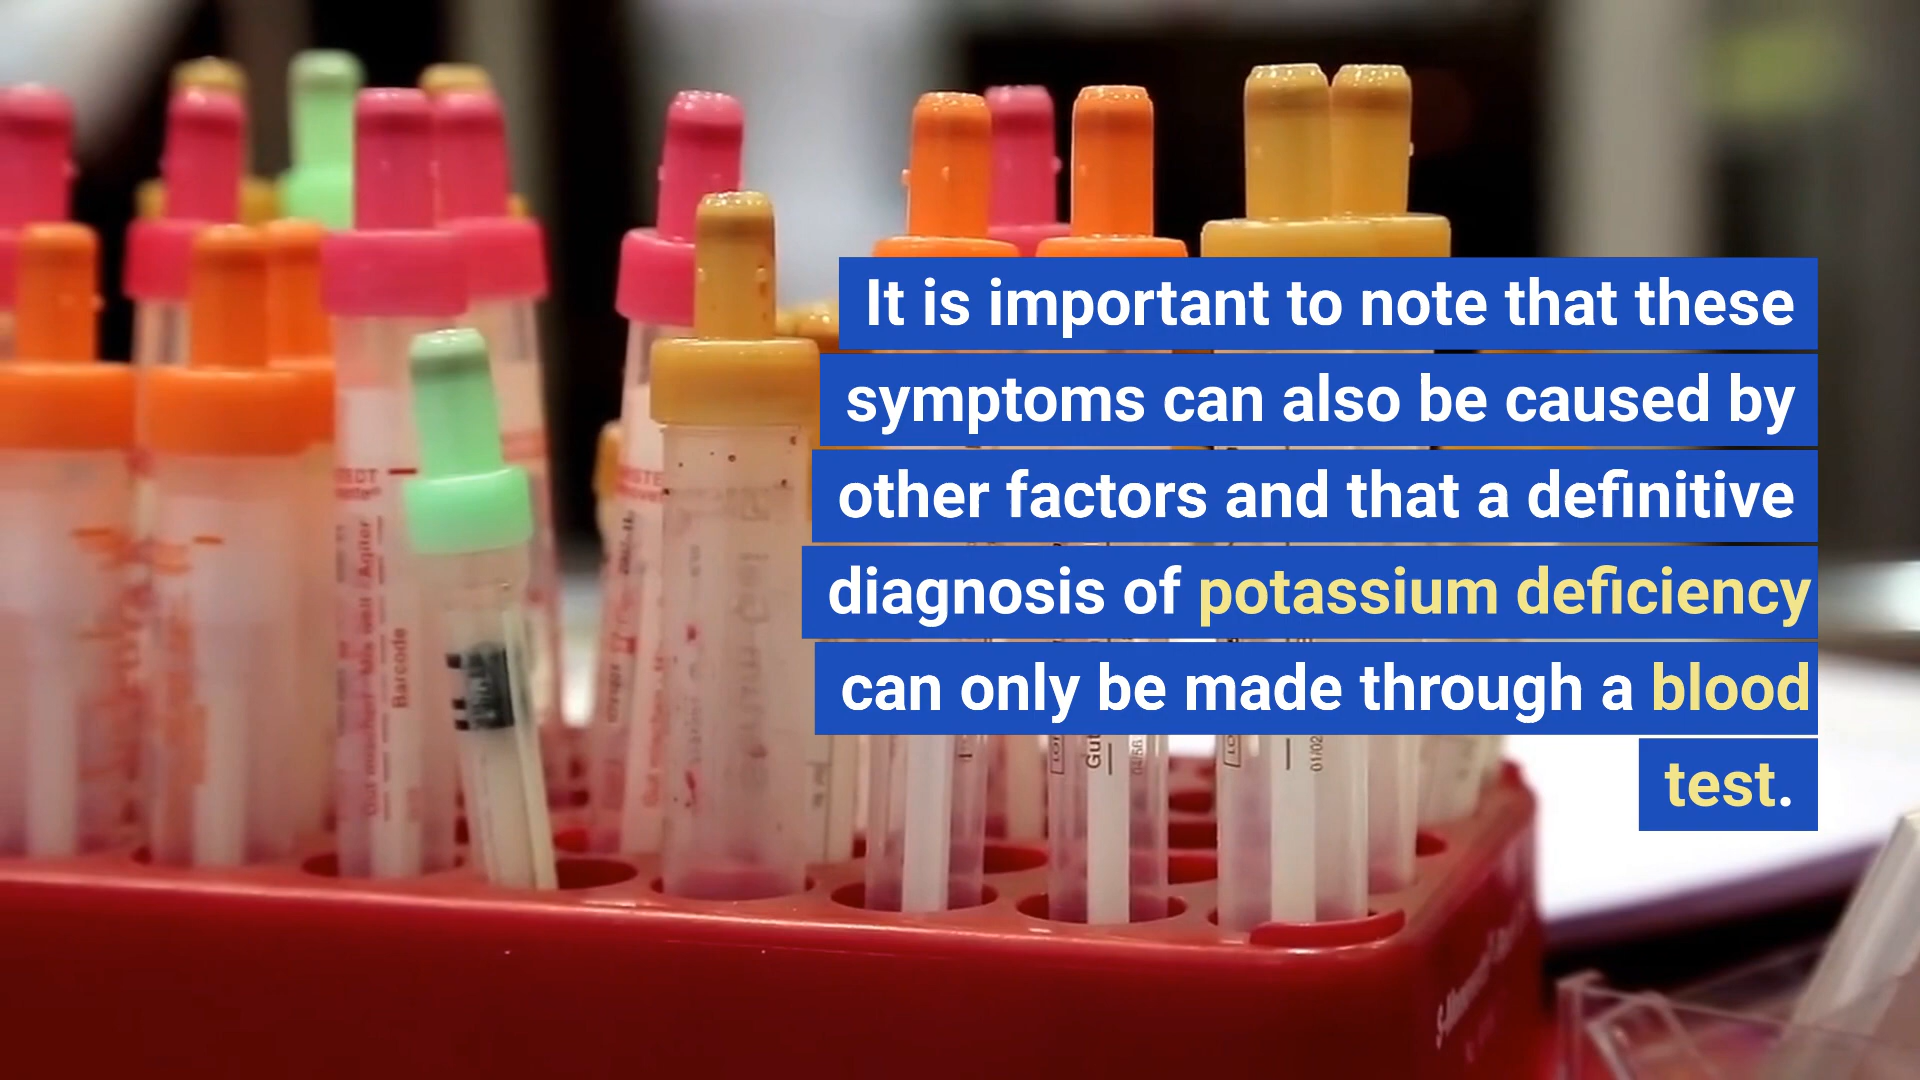 It is important to note that these
symptoms can also be caused by
other factors and that a definitive
diagnosis of potassium deficiency
can only be made through a blood
test.
Barcode